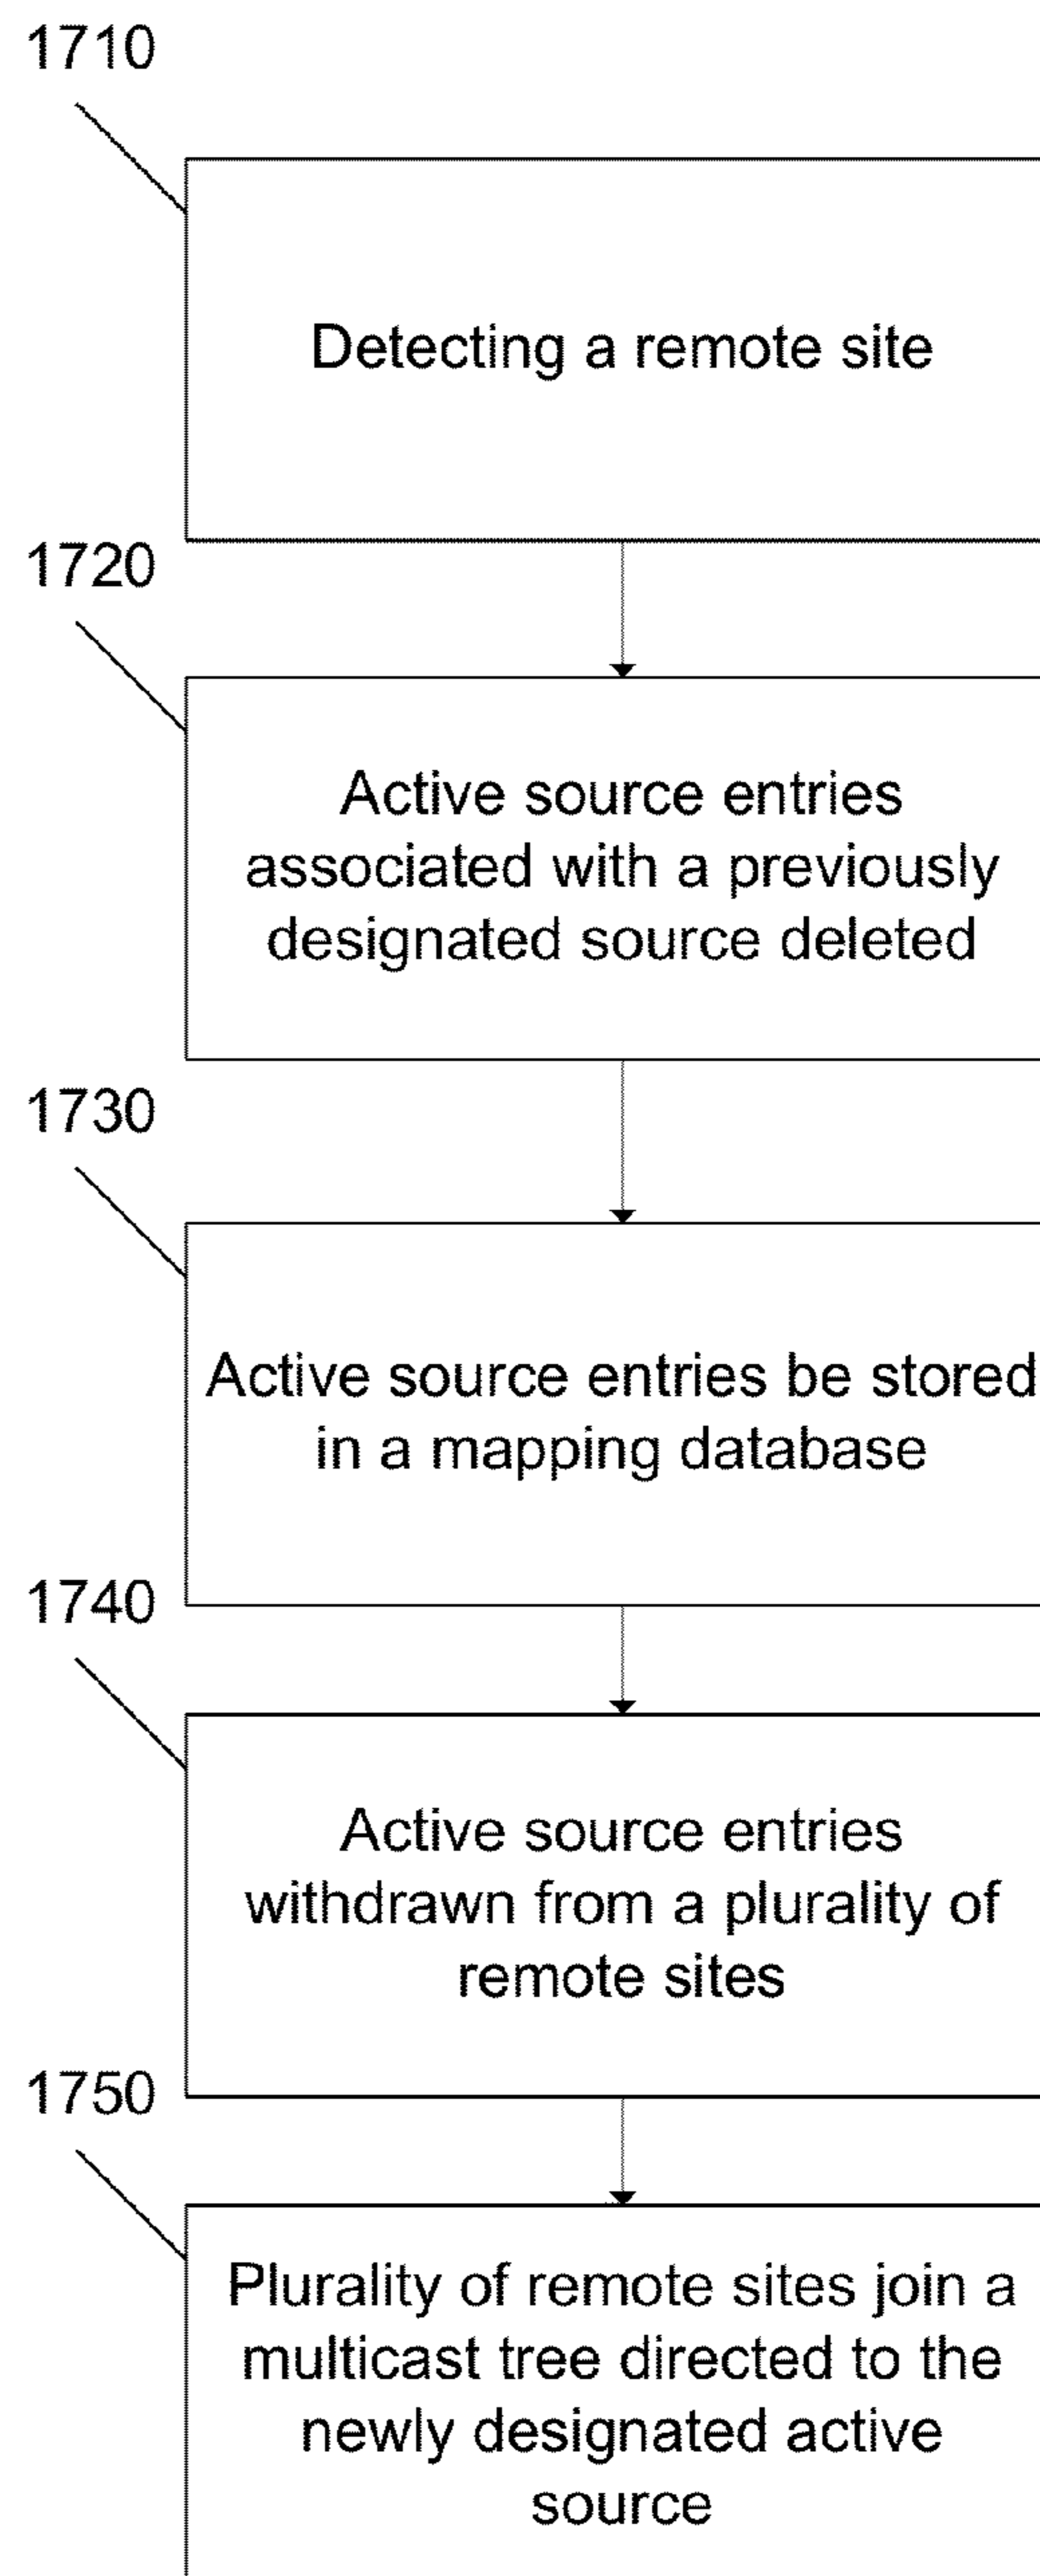 1710
Detecting a remote site
1720
Active source entries
associated with a previously
designated source deleted
1730
Active source entries be stored
in a mapping database
1740
Active source entries
withdrawn from a plurality of
remote sites
1750
Plurality of remote sites join a
multicast tree directed to the
newly designated active
source